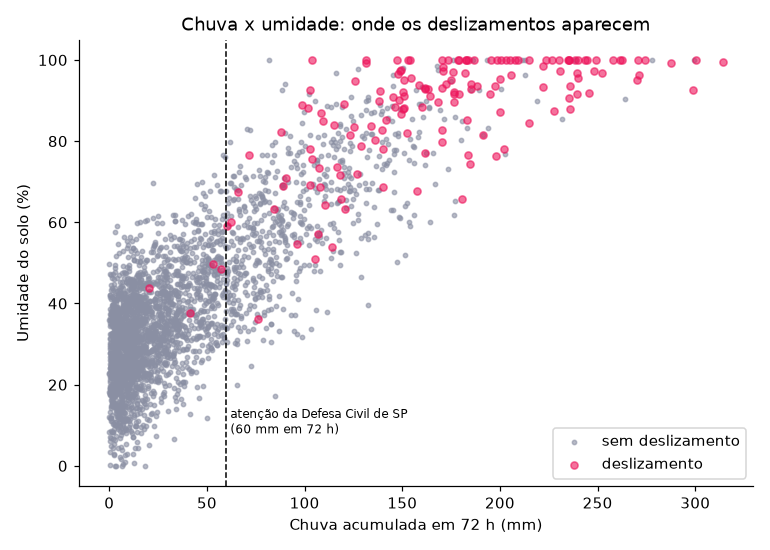 Chuva x umidade: onde os deslizamentos aparecem
Umidade do solo (%)
100
80
60
40
20
0
atenção da Defesa Civil de SP
(60 mm em 72 h)
sem deslizamento
deslizamento
0 50 100 150 200 250 300
Chuva acumulada em 72 h (mm)